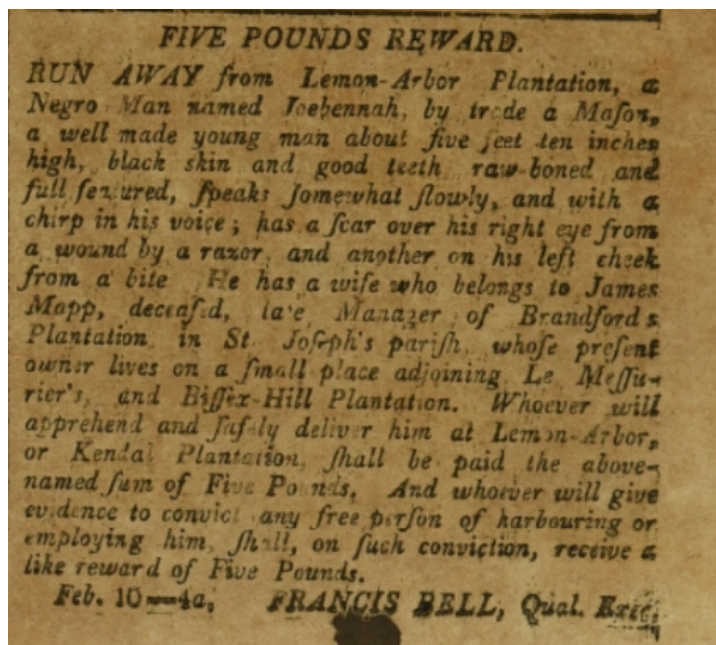 FIVE POUNDS REWARD.
RUN AWAY from Lemon-Arbor Plantation, a
Negro Man named Joebennah, by trade a Maſon,
a well made young man about five feet ten inches
high, black skin and good teeth raw-boned and
full featured, ſpeaks ſomewhat ſlowly, and with a
chirp in his voice; has a ſcar over his right eye from
a wound by a razor, and another on his left cheek
from a bite He has a wife who belongs to James
Mapp, deceaſed, late Manager of Brandfords
Plantation in St. Joſeph's pariſh, whoſe preſent
owner lives on a ſmall place adjoining Le Meſſu-
rier's, and Biſſex-Hill Plantation. Whoever will
apprehend and ſafely deliver him at Lemon-Arbor,
or Kendal Plantation, ſhall be paid the above-
named ſum of Five Pounds. And whoever will give
evidence to convict any free perſon of harbouring or
employing him, ſhall, on ſuch conviction, receive a
like reward of Five Pounds.
Feb. 10—4a. FRANCIS BELL, Qual. Exec.